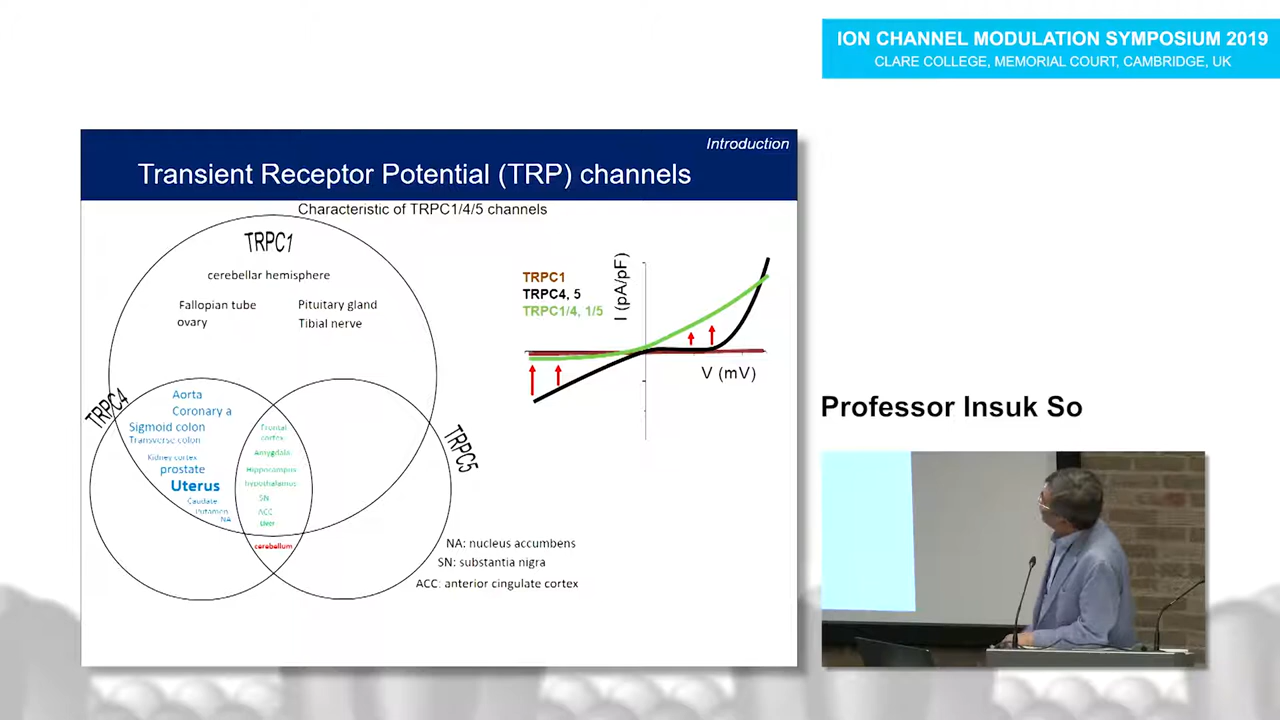 ION CHANNEL MODULATION SYMPOSIUM 2019
CLARE COLLEGE, MEMORIAL COURT, CAMBRIDGE, UK
Introduction
Transient Receptor Potential (TRP) channels
Characteristic of TRPC1/4/5 channels
TRPC1
cerebellar hemisphere
Fallopian tube
ovary
Pituitary gland
Tibial nerve
TRPC4
Aorta
Coronary a
Sigmoid colon
Transverse colon
Kidney cortex
prostate
Uterus
Caudate
Putamen
NA
Frontal
cortex
Amygdala
Hippocampus
hypothalamus
SN
ACC
Liver
cerebellum
TRPC5
NA: nucleus accumbens
SN: substantia nigra
ACC: anterior cingulate cortex
TRPC1
TRPC4, 5
TRPC1/4, 1/5
I (pA/pF)
V (mV)
Professor Insuk So